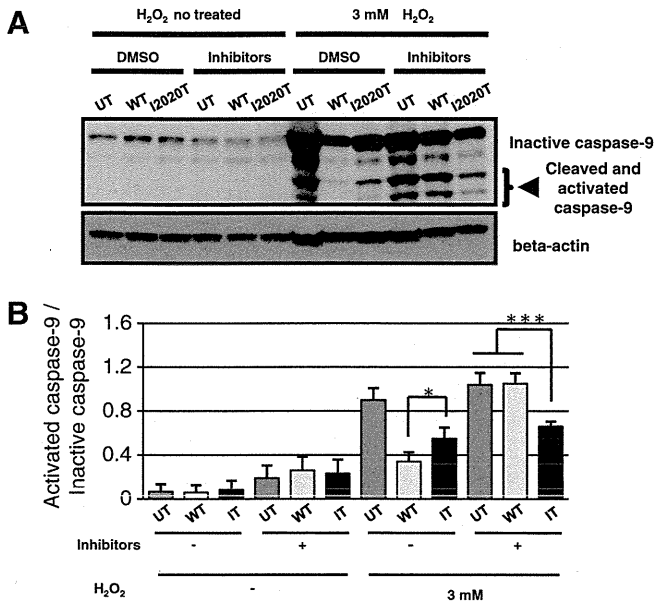 A
H₂O₂ no treated
3 mM H₂O₂
DMSO
Inhibitors
DMSO
Inhibitors
UT WT I2020T UT WT I2020T UT WT I2020T UT WT I2020T
Inactive caspase-9
Cleaved and
activated
caspase-9
beta-actin
B
Activated caspase-9 /
Inactive caspase-9
1.6
1.2
0.8
0.4
0
*
***
UT WT IT UT WT IT UT WT IT UT WT IT
Inhibitors - + - +
H₂O₂ - 3 mM